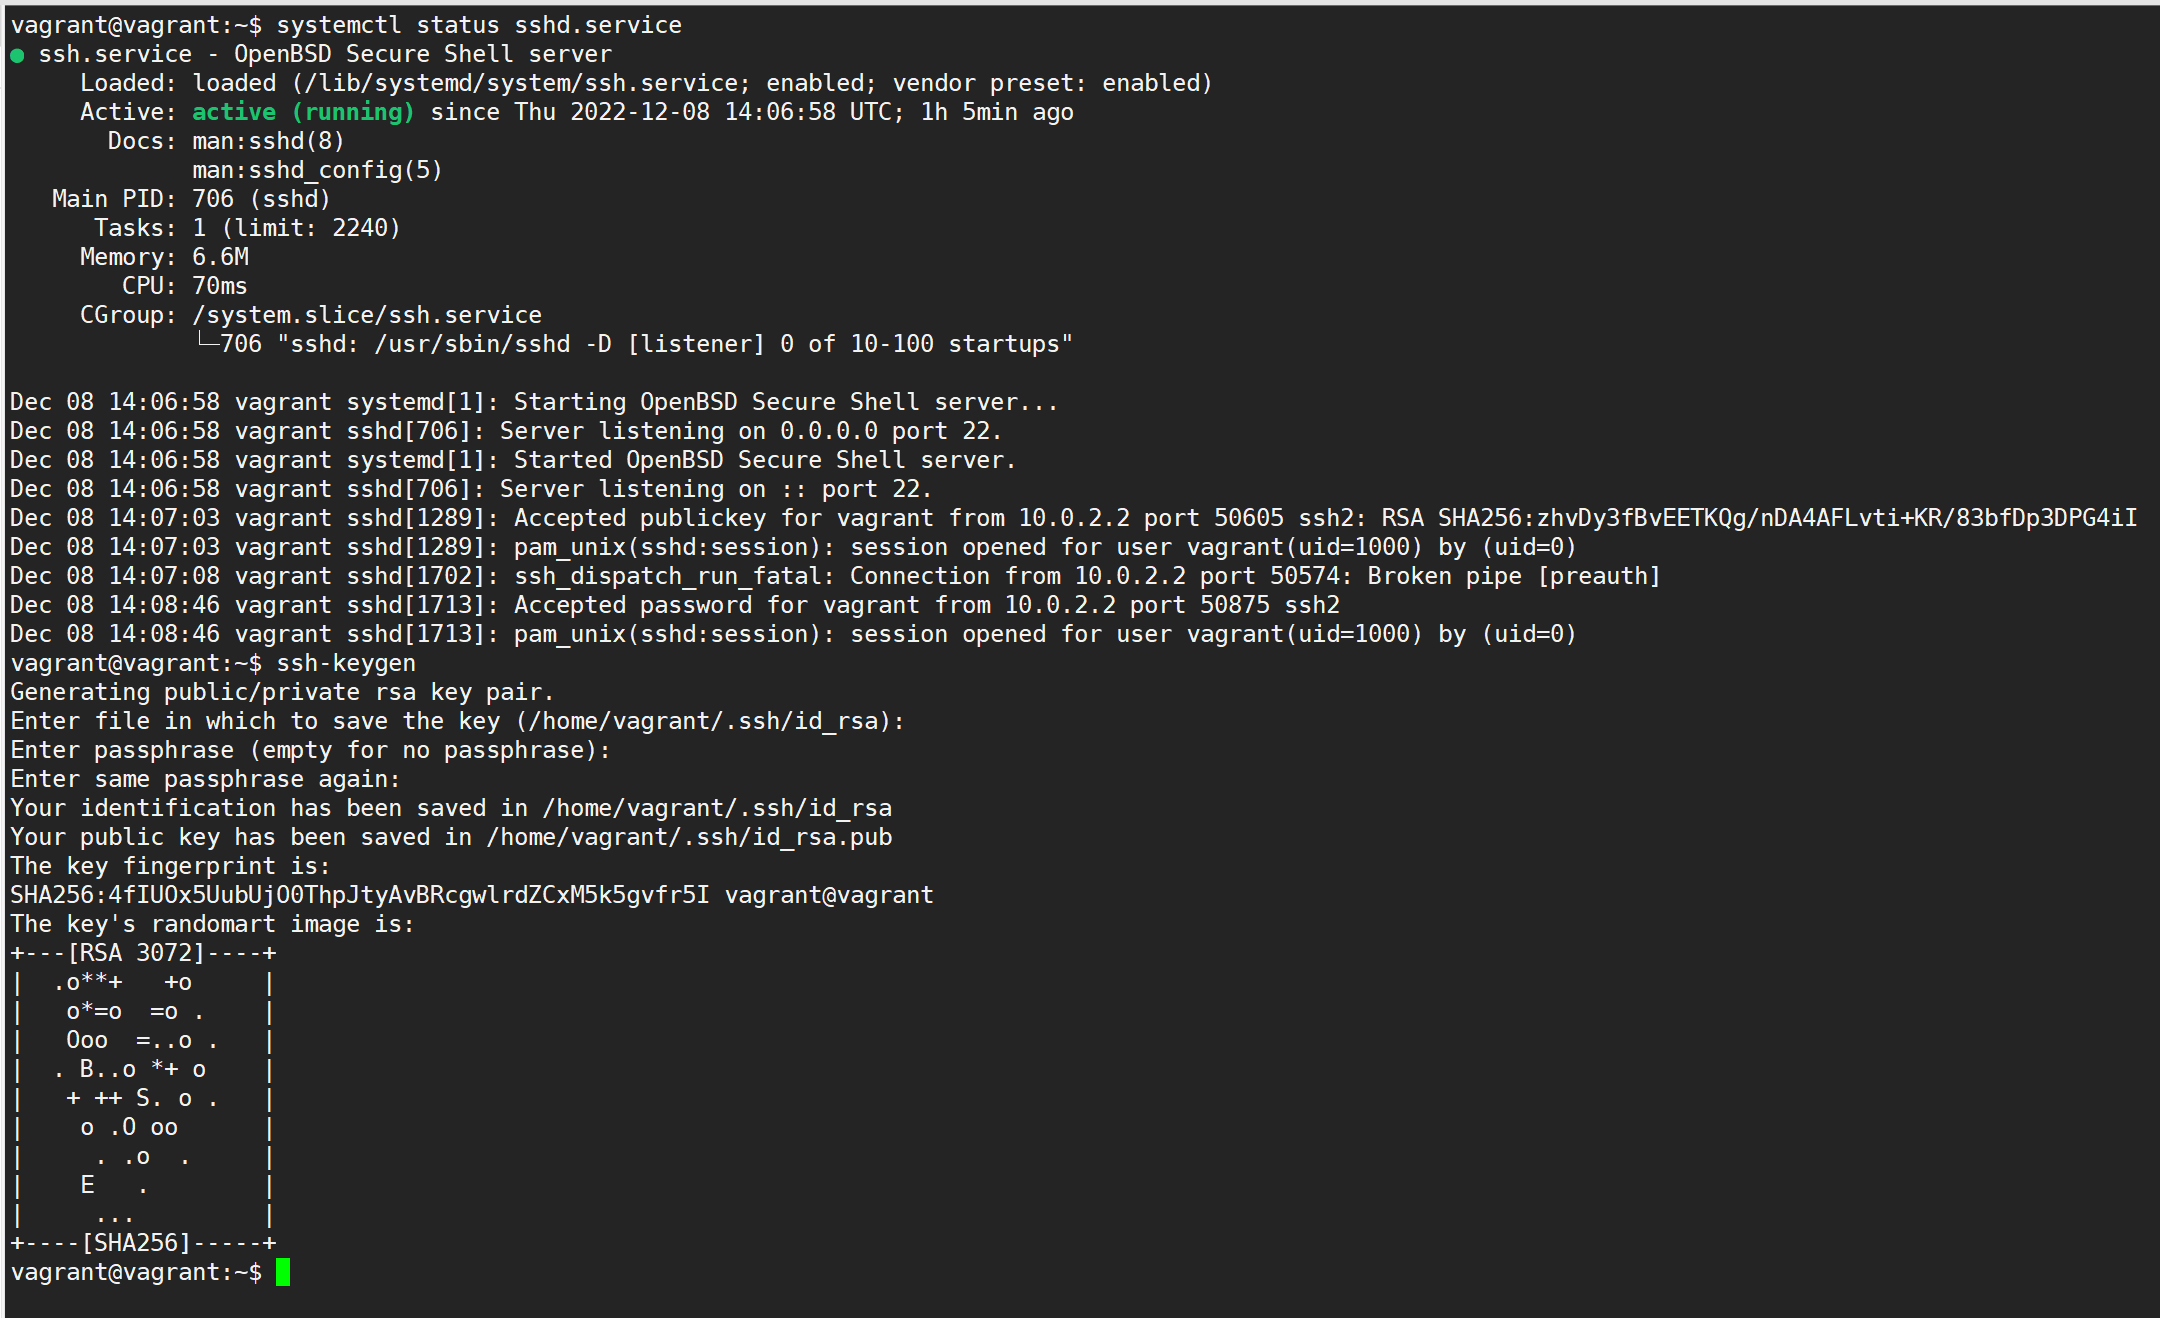 vagrant@vagrant:~$ systemctl status sshd.service
● ssh.service - OpenBSD Secure Shell server
     Loaded: loaded (/lib/systemd/system/ssh.service; enabled; vendor preset: enabled)
     Active: active (running) since Thu 2022-12-08 14:06:58 UTC; 1h 5min ago
       Docs: man:sshd(8)
             man:sshd_config(5)
   Main PID: 706 (sshd)
      Tasks: 1 (limit: 2240)
     Memory: 6.6M
        CPU: 70ms
     CGroup: /system.slice/ssh.service
             └─706 "sshd: /usr/sbin/sshd -D [listener] 0 of 10-100 startups"

Dec 08 14:06:58 vagrant systemd[1]: Starting OpenBSD Secure Shell server...
Dec 08 14:06:58 vagrant sshd[706]: Server listening on 0.0.0.0 port 22.
Dec 08 14:06:58 vagrant systemd[1]: Started OpenBSD Secure Shell server.
Dec 08 14:06:58 vagrant sshd[706]: Server listening on :: port 22.
Dec 08 14:07:03 vagrant sshd[1289]: Accepted publickey for vagrant from 10.0.2.2 port 50605 ssh2: RSA SHA256:zhvDy3fBvEETKQg/nDA4AFLvti+KR/83bfDp3DPG4iI
Dec 08 14:07:03 vagrant sshd[1289]: pam_unix(sshd:session): session opened for user vagrant(uid=1000) by (uid=0)
Dec 08 14:07:08 vagrant sshd[1702]: ssh_dispatch_run_fatal: Connection from 10.0.2.2 port 50574: Broken pipe [preauth]
Dec 08 14:08:46 vagrant sshd[1713]: Accepted password for vagrant from 10.0.2.2 port 50875 ssh2
Dec 08 14:08:46 vagrant sshd[1713]: pam_unix(sshd:session): session opened for user vagrant(uid=1000) by (uid=0)
vagrant@vagrant:~$ ssh-keygen
Generating public/private rsa key pair.
Enter file in which to save the key (/home/vagrant/.ssh/id_rsa):
Enter passphrase (empty for no passphrase):
Enter same passphrase again:
Your identification has been saved in /home/vagrant/.ssh/id_rsa
Your public key has been saved in /home/vagrant/.ssh/id_rsa.pub
The key fingerprint is:
SHA256:4fIUOx5UubUjO0ThpJtyAvBRcgwlrdZCxM5k5gvfr5I vagrant@vagrant
The key's randomart image is:
+---[RSA 3072]----+
|  .o**+   +o     |
|   o*=o  =o .    |
|   Ooo  =..o .   |
|  . B..o *+ o    |
|   + ++ S. o .   |
|    o .O oo      |
|     . .o  .     |
|    E   .        |
|     ...         |
+----[SHA256]-----+
vagrant@vagrant:~$